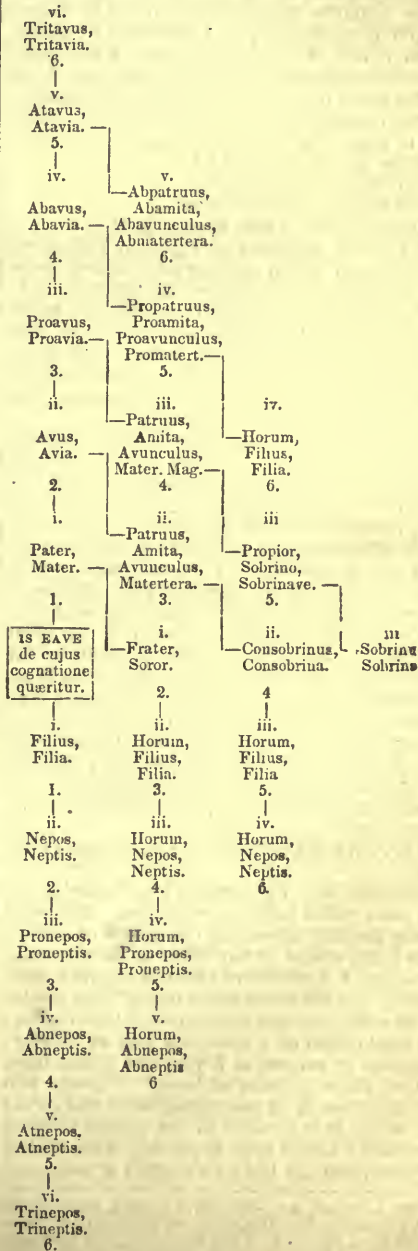 vi.
Tritavus,
Tritavia.
6.
v.
Atavus,
Atavia.
5.
iv.
Abavus,
Abavia.
4.
iii.
Proavus,
Proavia.
3.
ii.
Avus,
Avia.
2.
i.
Pater,
Mater.
1.
IS EAVE
de cujus
cognatione
quæritur.
i.
Filius,
Filia.
1.
ii.
Nepos,
Neptis.
2.
iii.
Pronepos,
Proneptis.
3.
iv.
Abnepos,
Abneptis.
4.
v.
Atnepos.
Atneptis.
5.
vi.
Trinepos,
Trineptis.
6.
v.
Abpatruus,
Abamita,
Abavunculus,
Abmatertera.
6.
iv.
Propatruus,
Proamita,
Proavunculus,
Promatert.
5.
iii.
Patruus,
Amita,
Avunculus,
Mater. Mag.
4.
ii.
Patruus,
Amita,
Avunculus,
Matertera.
3.
i.
Frater,
Soror.
2.
ii.
Horum,
Filius,
Filia.
3.
iii.
Horum,
Nepos,
Neptis.
4.
iv.
Horum,
Pronepos,
Proneptis.
5.
v.
Horum,
Abnepos,
Abneptis
6
iv.
Horum,
Filius,
Filia.
6.
iii
Propior,
Sobrino,
Sobrinave.
5.
ii.
Consobrinus,
Consobrina.
4
iii.
Horum,
Filius,
Filia
5.
iv.
Horum,
Nepos,
Neptis.
6.
iii